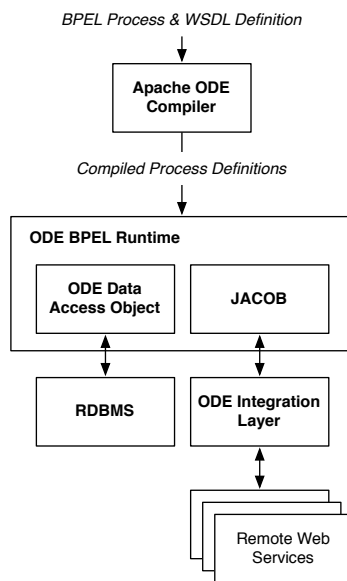 BPEL Process & WSDL Definition
Apache ODE
Compiler
Compiled Process Definitions
ODE BPEL Runtime
ODE Data
Access Object
JACOB
RDBMS
ODE Integration
Layer
Remote Web
Services